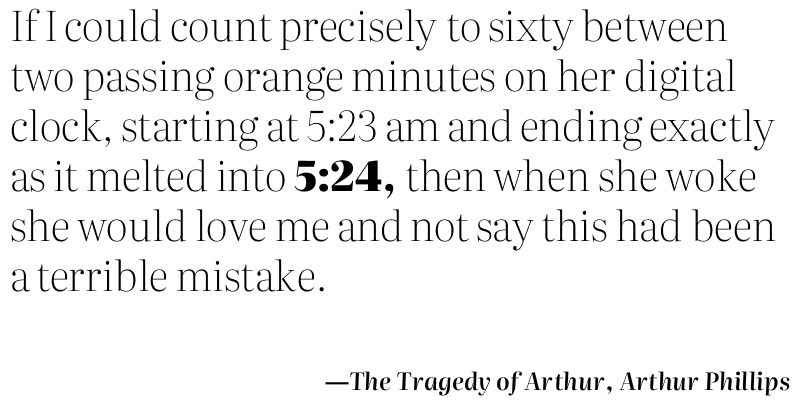 If I could count precisely to sixty between
two passing orange minutes on her digital
clock, starting at 5:23 am and ending exactly
as it melted into 5:24, then when she woke
she would love me and not say this had been
a terrible mistake.
—The Tragedy of Arthur, Arthur Phillips